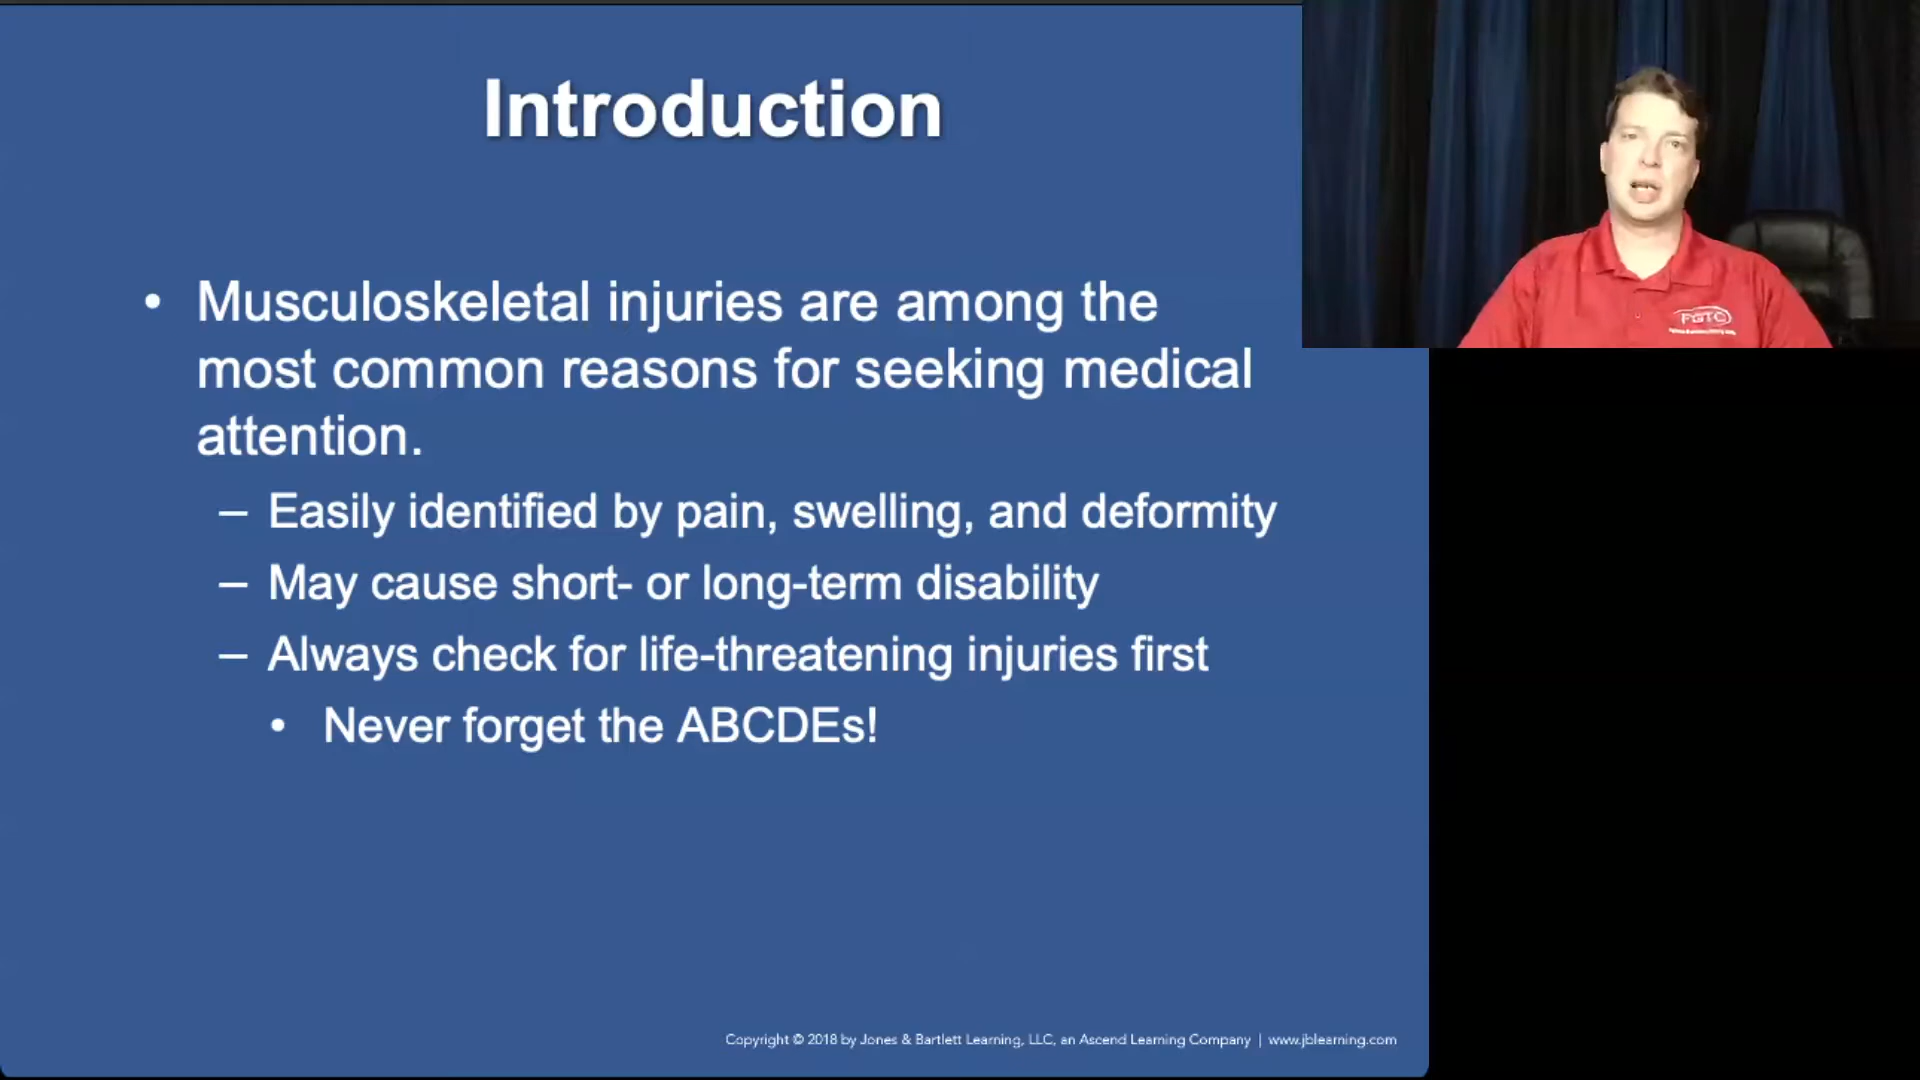 Introduction
• Musculoskeletal injuries are among the
most common reasons for seeking medical
attention.
– Easily identified by pain, swelling, and deformity
– May cause short- or long-term disability
– Always check for life-threatening injuries first
• Never forget the ABCDEs!
Copyright © 2018 by Jones & Bartlett Learning, LLC, an Ascend Learning Company | www.jblearning.com
FGTC